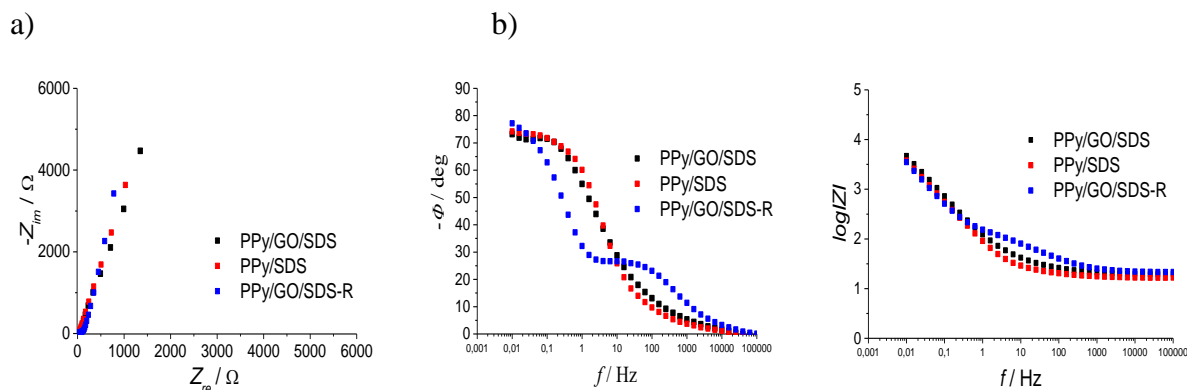 a)
b)
6000
4000
2000
0
-Z_im / Ω
0 1000 2000 3000 4000 5000 6000
Z_re / Ω
PPy/GO/SDS
PPy/SDS
PPy/GO/SDS-R
90
80
70
60
50
40
30
20
10
0
-Φ / deg
0,001 0,01 0,1 1 10 100 1000 10000 100000
f / Hz
PPy/GO/SDS
PPy/SDS
PPy/GO/SDS-R
5
4
3
2
1
0
log|Z|
0,001 0,01 0,1 1 10 100 1000 10000 100000
f / Hz
PPy/GO/SDS
PPy/SDS
PPy/GO/SDS-R